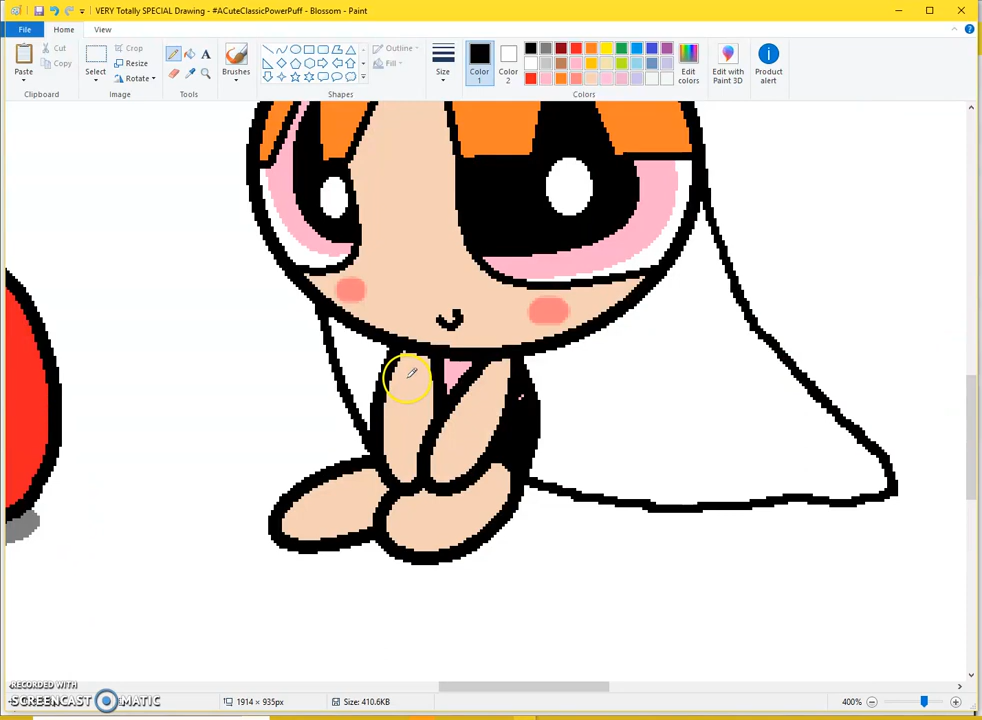 VERY Totally SPECIAL Drawing - #ACuteClassicPowerPuff - Blossom - Paint
File
Home
View
Paste
Cut
Copy
Clipboard
Select
Crop
Resize
Rotate
Image
Tools
Brushes
Shapes
Outline
Fill
Size
Color
1
Color
2
Edit
colors
Colors
Edit with
Paint 3D
Product
alert
RECORDED WITH
SCREENCAST MATIC
1914 × 935px
Size: 410.6KB
400%